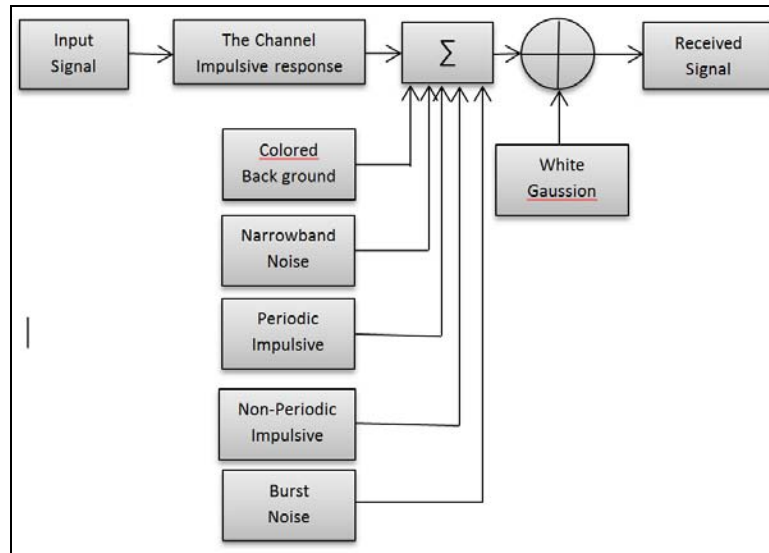 Input
Signal
The Channel
Impulsive response
Σ
Received
Signal
Colored
Back ground
White
Gaussion
Narrowband
Noise
Periodic
Impulsive
Non-Periodic
Impulsive
Burst
Noise